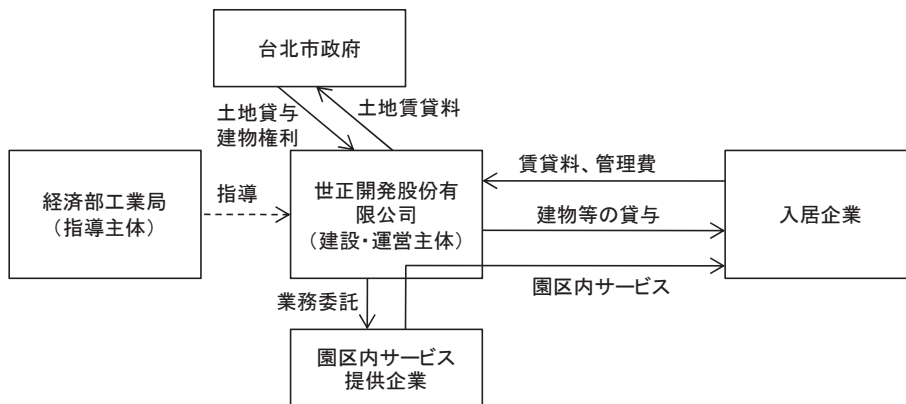 台北市政府
土地貸与
建物権利
土地賃貸料
経済部工業局
（指導主体）
指導
世正開発股份有
限公司
（建設・運営主体）
賃貸料、管理費
建物等の貸与
入居企業
園区内サービス
業務委託
園区内サービス
提供企業